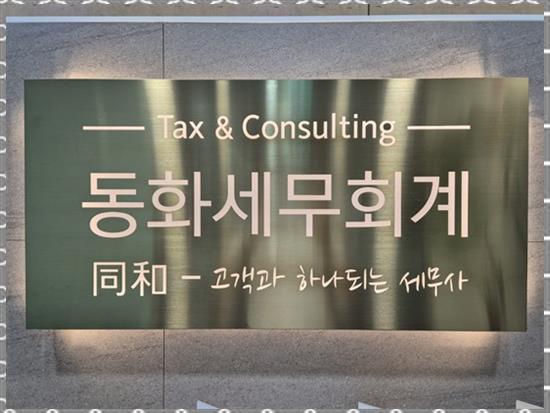 Tax & Consulting
동화세무회계
同和 - 고객과 하나되는 세무사